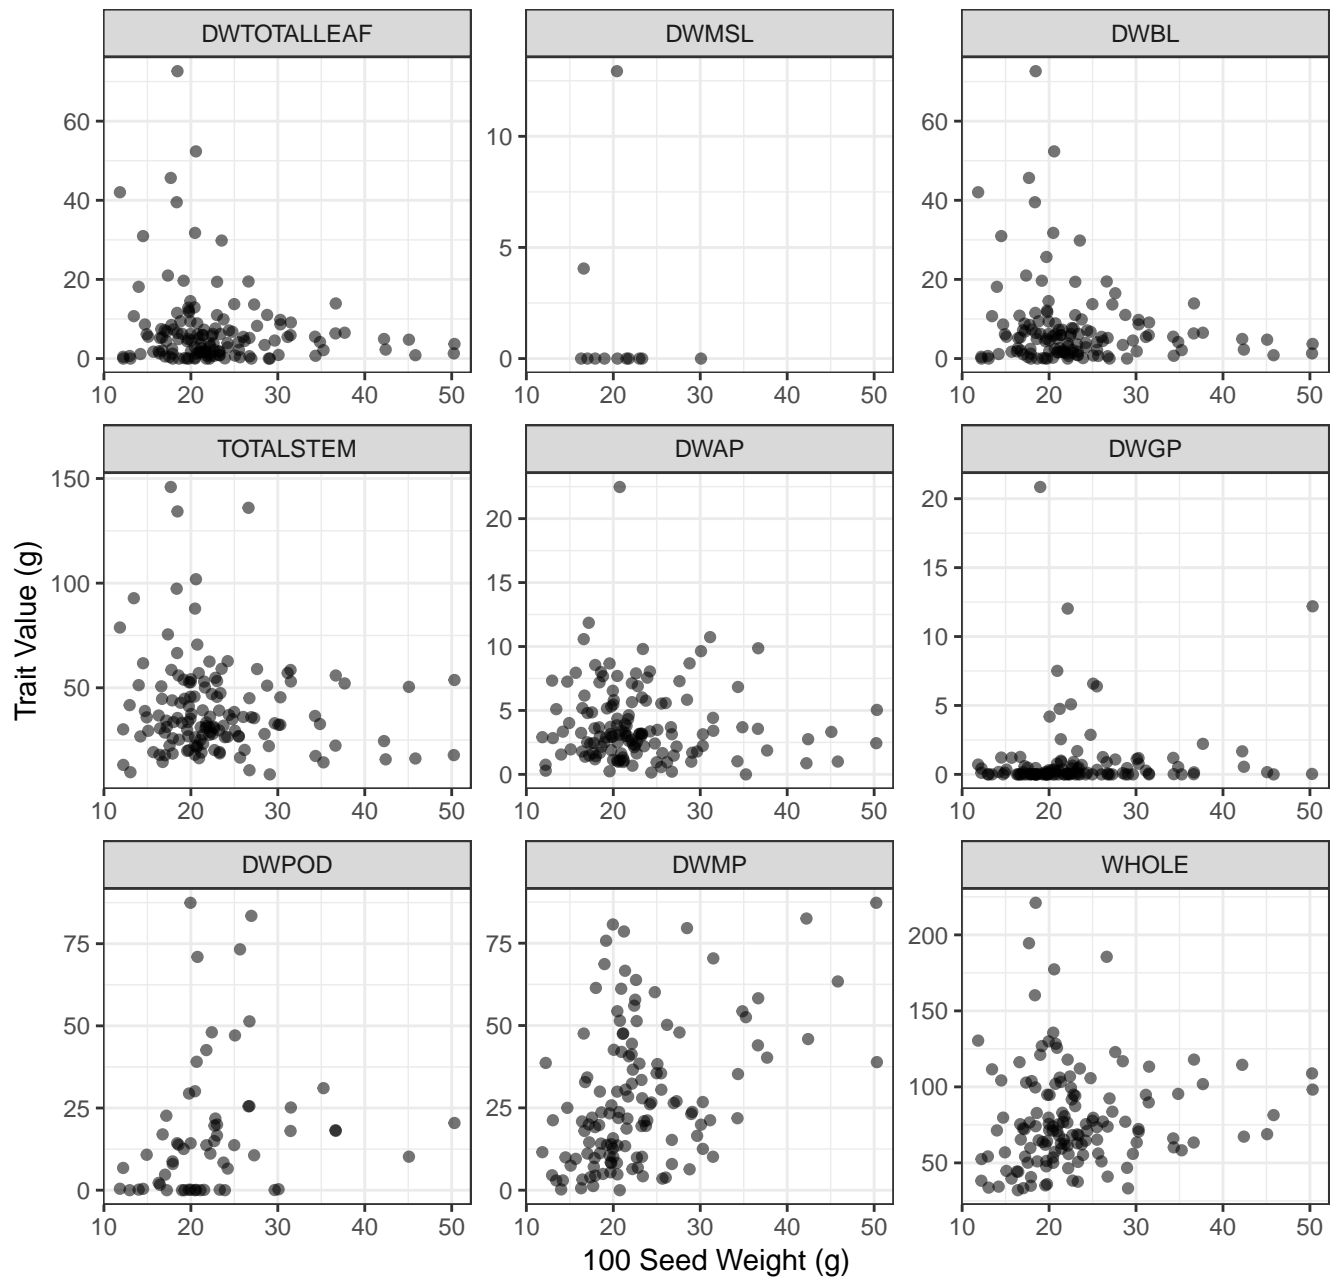 DWTOTALLEAF DWMSL DWBL
60 10 60
40 40
5
20 20
0 0 0
10 20 30 40 50 10 20 30 40 50 10 20 30 40 50
TOTALSTEM DWAP DWGP
150
20 20
15 15
100
10 10
50
5 5
0 0
10 20 30 40 50 10 20 30 40 50 10 20 30 40 50
Trait Value (g)
DWPOD DWMP WHOLE
75 75 200
150
50 50
100
25 25
50
0 0
10 20 30 40 50 10 20 30 40 50 10 20 30 40 50
100 Seed Weight (g)